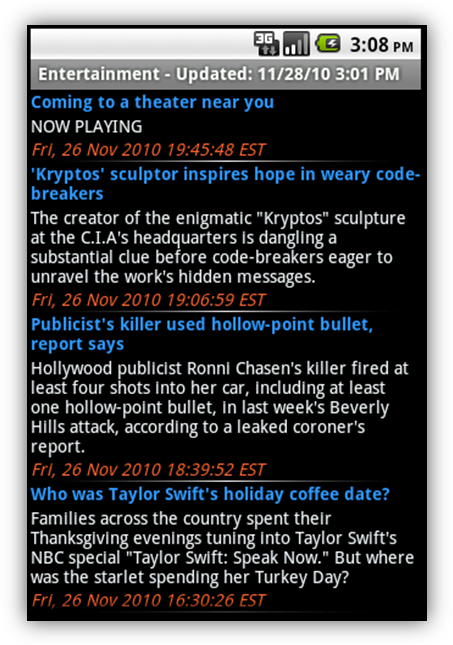 3G 3:08 PM
Entertainment - Updated: 11/28/10 3:01 PM
Coming to a theater near you
NOW PLAYING
Fri, 26 Nov 2010 19:45:48 EST
'Kryptos' sculptor inspires hope in weary code-
breakers
The creator of the enigmatic "Kryptos" sculpture
at the C.I.A's headquarters is dangling a
substantial clue before code-breakers eager to
unravel the work's hidden messages.
Fri, 26 Nov 2010 19:06:59 EST
Publicist's killer used hollow-point bullet,
report says
Hollywood publicist Ronni Chasen's killer fired at
least four shots into her car, including at least
one hollow-point bullet, in last week's Beverly
Hills attack, according to a leaked coroner's
report.
Fri, 26 Nov 2010 18:39:52 EST
Who was Taylor Swift's holiday coffee date?
Families across the country spent their
Thanksgiving evenings tuning into Taylor Swift's
NBC special "Taylor Swift: Speak Now." But where
was the starlet spending her Turkey Day?
Fri, 26 Nov 2010 16:30:26 EST